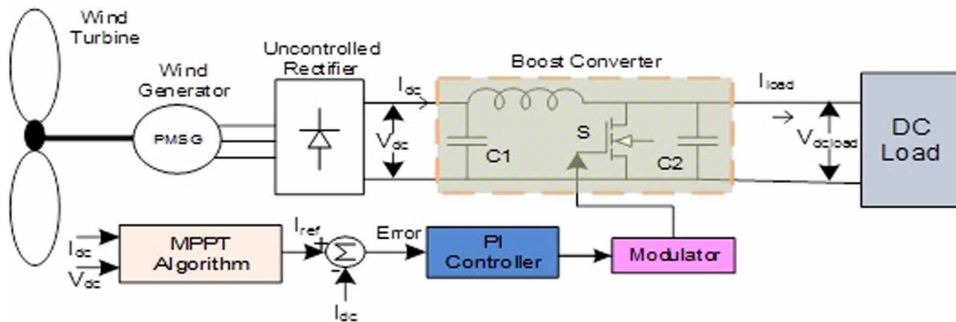 Wind
Turbine
Wind
Generator
PMSG
Uncontrolled
Rectifier
Idc
Vdc
Boost Converter
C1
S
C2
Iload
Vdcload
DC
Load
Idc
Vdc
MPPT
Algorithm
Iref
+
Σ
-
Idc
Error
PI
Controller
Modulator